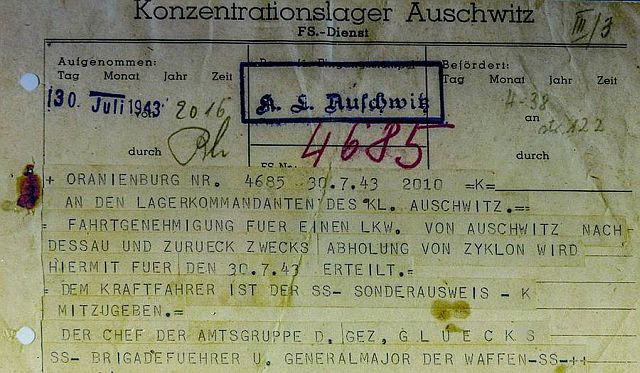 Konzentrationslager Auschwitz
FS.-Dienst
III/3
Aufgenommen:
Befördert:
Tag Monat Jahr Zeit
Tag Monat Jahr Zeit
30. Juli 1943 2016
K. L. Auschwitz
an
durch
4685
durch
FS-Nr.
+ ORANIENBURG NR. 4685 30.7.43 2010 =K=
AN DEN LAGERKOMMANDANTEN DES KL. AUSCHWITZ.==
= FAHRTGENEHMIGUNG FUER EINEN LKW. VON AUSCHWITZ NACH-
DESSAU UND ZURUECK ZWECKS ABHOLUNG VON ZYKLON WIRD
HIERMIT FUER DEN 30.7.43 ERTEILT.=
= DEM KRAFTFAHRER IST DER SS- SONDERAUSWEIS - K
MITZUGEBEN.=
DER CHEF DER AMTSGRUPPE D, GEZ, G L U E C K S
SS- BRIGADEFUEHRER U. GENERALMAJOR DER WAFFEN-SS-++